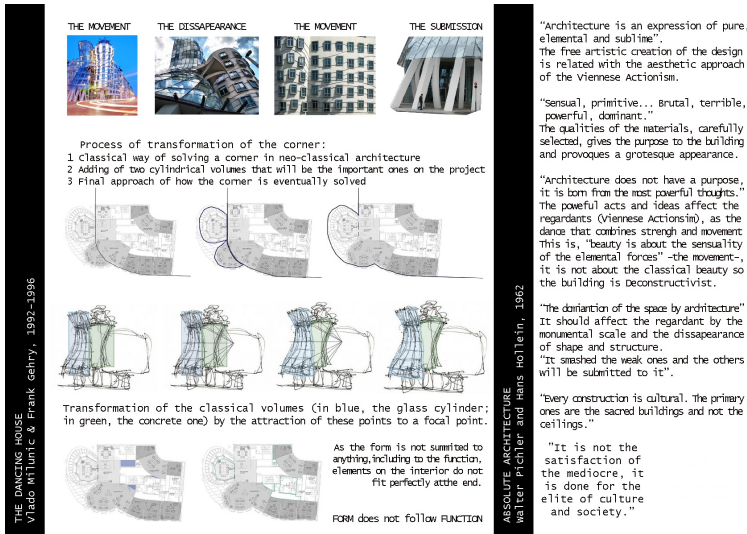 THE MOVEMENT
THE DISSAPEARANCE
THE MOVEMENT
THE SUBMISSION
Process of transformation of the corner:
1 Classical way of solving a corner in neo-classical architecture
2 Adding of two cylindrical volumes that will be the important ones on the project
3 Final approach of how the corner is eventually solved
Transformation of the classical volumes (in blue, the glass cylinder;
in green, the concrete one) by the attraction of these points to a focal point.
As the form is not summited to
anything, including to the function,
elements on the interior do not
fit perfectly atthe end.
FORM does not follow FUNCTION
THE DANCING HOUSE
Vlado Milunic & Frank Gehry, 1992-1996
ABSOLUTE ARCHITECTURE
Walter Pichler and Hans Hollein, 1962
“Architecture is an expression of pure,
elemental and sublime”.
The free artistic creation of the design
is related with the aesthetic approach
of the Viennese Actionism.
“Sensual, primitive... Brutal, terrible,
powerful, dominant.”
The qualities of the materials, carefully
selected, gives the purpose to the building
and provoques a grotesque appearance.
“Architecture does not have a purpose,
it is born from the most powerful thoughts.”
The poweful acts and ideas affect the
regardants (Viennese Actionsim), as the
dance that combines strengh and movement
This is, “beauty is about the sensuality
of the elemental forces” -the movement-,
it is not about the classical beauty so
the building is Deconstructivist.
“The domiantion of the space by architecture”
It should affect the regardant by the
monumental scale and the dissapearance
of shape and structure.
“It smashed the weak ones and the others
will be submitted to it”.
“Every construction is cultural. The primary
ones are the sacred buildings and not the
ceilings.”
”It is not the
satisfaction of
the mediocre, it
is done for the
elite of culture
and society.”